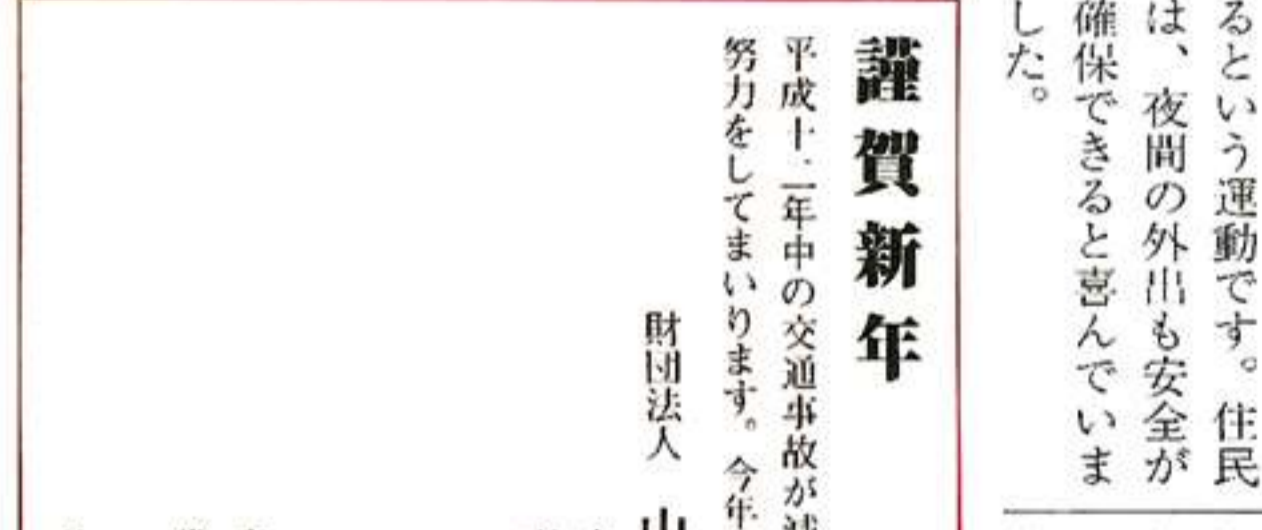 るという運動です。住民
は、夜間の外出も安全が
確保できると喜んでいま
した。
謹賀新年
平成十二年中の交通事故が減
努力をしてまいります。今年
財団法人 山